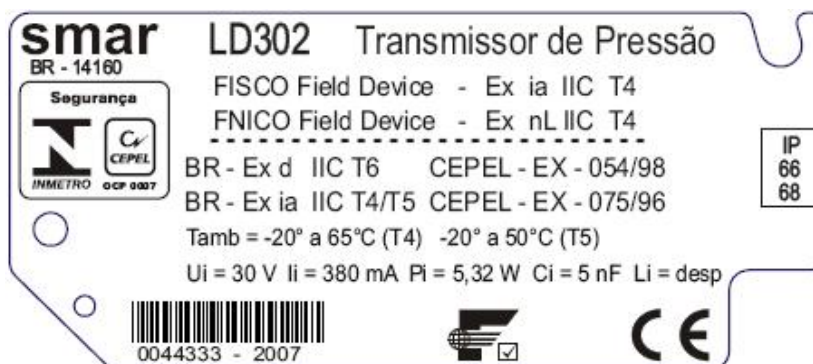 smar LD302 Transmissor de Pressão
BR - 14160
Segurança
FISCO Field Device - Ex ia IIC T4
FNICO Field Device - Ex nL IIC T4
INMETRO
CEPEL
OCP 0007
BR - Ex d IIC T6 CEPEL - EX - 054/98
BR - Ex ia IIC T4/T5 CEPEL - EX - 075/96
IP
66
68
Tamb = -20° a 65°C (T4) -20° a 50°C (T5)
Ui = 30 V Ii = 380 mA Pi = 5,32 W Ci = 5 nF Li = desp
0044333 - 2007
CE